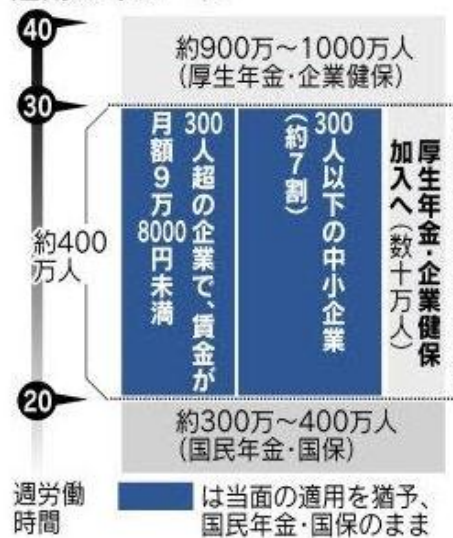 40
約900万〜1000万人
(厚生年金・企業健保)
30
約400
万人
300人超の企業で、賃金が
月額9万8000円未満
300人以下の中小企業
(約7割)
厚生年金・企業健保
加入へ(数十万人)
20
約300万〜400万人
(国民年金・国保)
週労働
時間
は当面の適用を猶予、
国民年金・国保のまま